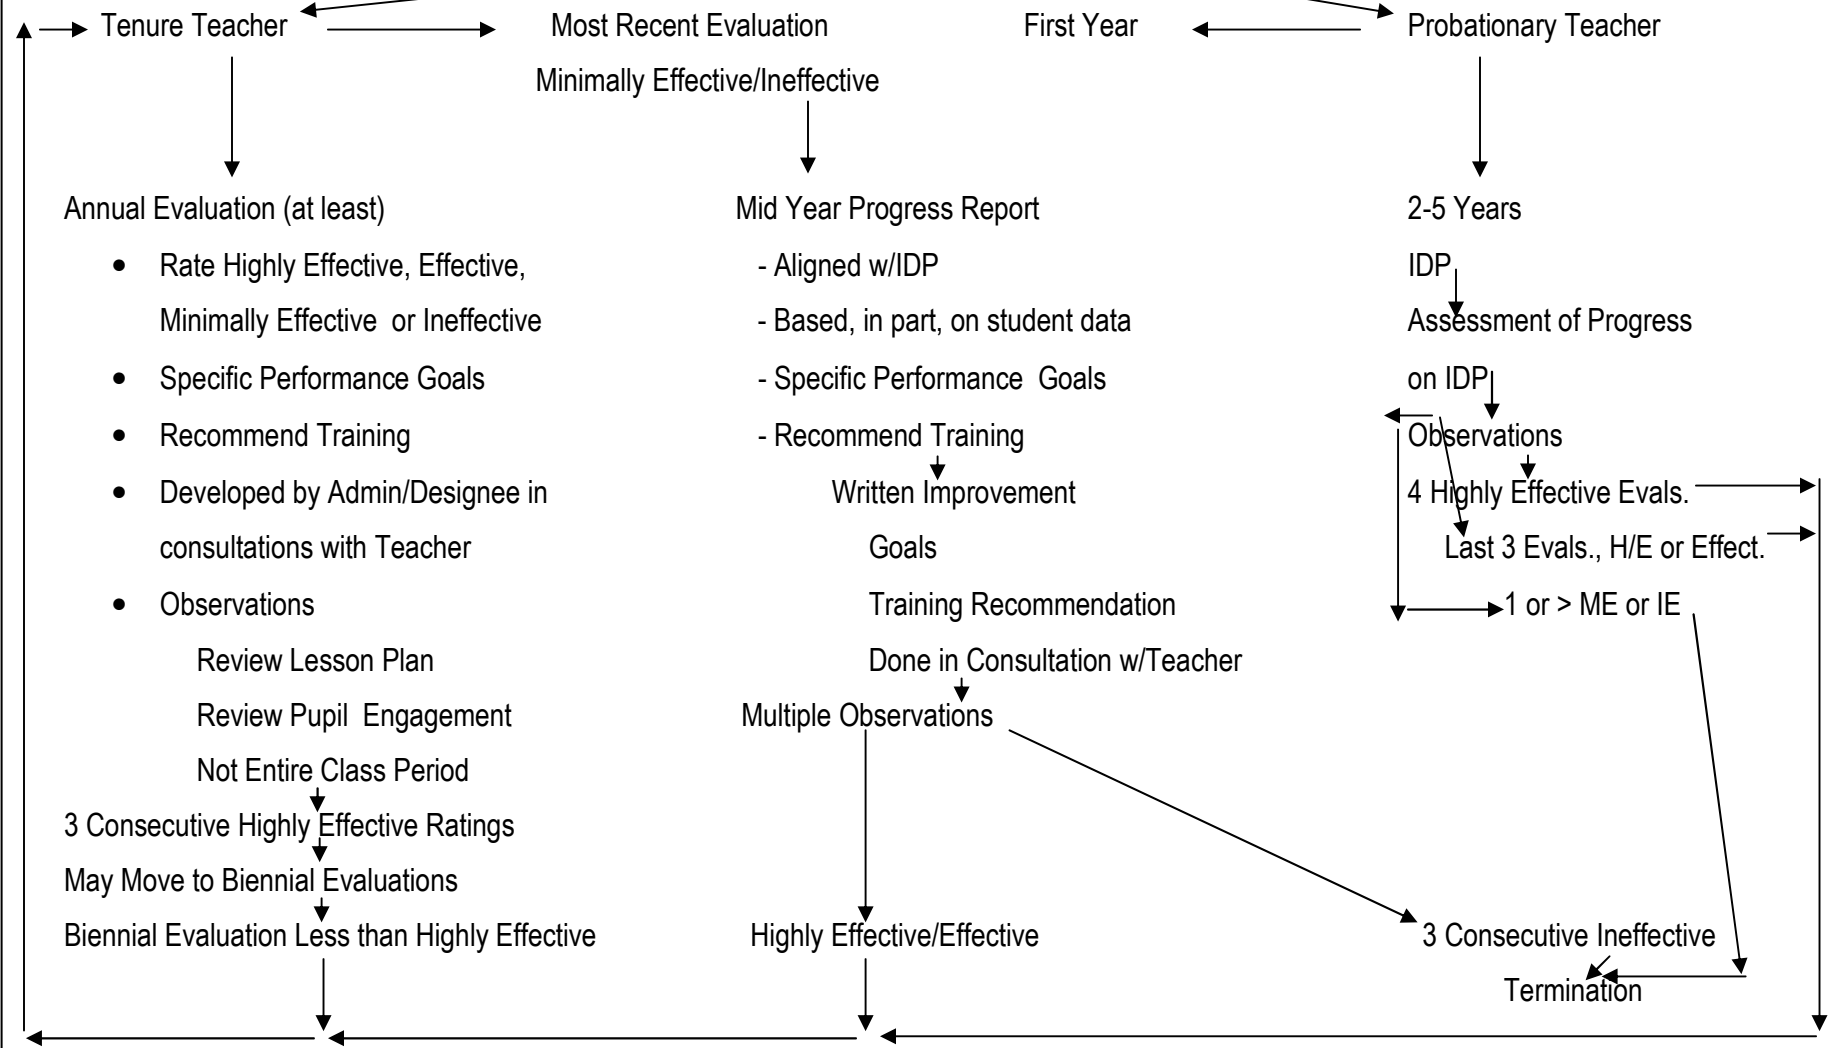 Tenure Teacher
Most Recent Evaluation
First Year
Probationary Teacher
Minimally Effective/Ineffective
Annual Evaluation (at least)
• Rate Highly Effective, Effective,
Minimally Effective or Ineffective
• Specific Performance Goals
• Recommend Training
• Developed by Admin/Designee in
consultations with Teacher
• Observations
Review Lesson Plan
Review Pupil Engagement
Not Entire Class Period
3 Consecutive Highly Effective Ratings
May Move to Biennial Evaluations
Biennial Evaluation Less than Highly Effective
Mid Year Progress Report
- Aligned w/IDP
- Based, in part, on student data
- Specific Performance Goals
- Recommend Training
Written Improvement
Goals
Training Recommendation
Done in Consultation w/Teacher
Multiple Observations
Highly Effective/Effective
2-5 Years
IDP
Assessment of Progress
on IDP
Observations
4 Highly Effective Evals.
Last 3 Evals., H/E or Effect.
1 or > ME or IE
3 Consecutive Ineffective
Termination